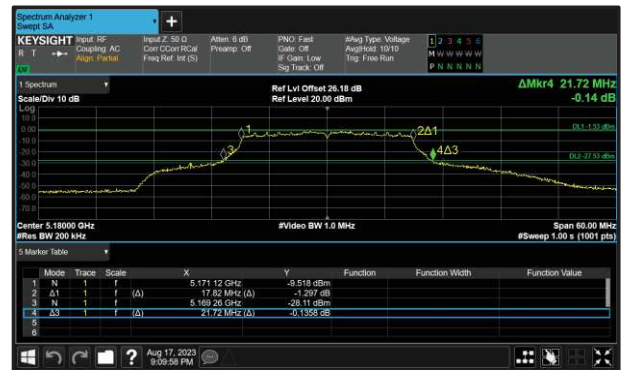 Spectrum Analyzer 1
Swept SA
+
KEYSIGHT Input: RF Input Z: 50 Ω Atten: 6 dB PNO: Fast #Avg Type: Voltage 1 2 3 4 5 6
R T Coupling: AC Corr CCorr RCal Preamp: Off Gate: Off Avg|Hold: 10/10 M W W W W W
Align: Partial Freq Ref: Int (S) IF Gain: Low Trig: Free Run
Sig Track: Off P N N N N N
1 Spectrum Ref Lvl Offset 26.18 dB ΔMkr4 21.72 MHz
Scale/Div 10 dB Ref Level 20.00 dBm -0.14 dB
Log
10.0
0.00 1 2Δ1 DL1 -1.53 dBm
-10.0
-20.0 3 4Δ3 DL2 -27.53 dBm
-30.0
-40.0
-50.0
-60.0
-70.0
Center 5.18000 GHz #Video BW 1.0 MHz Span 60.00 MHz
#Res BW 200 kHz #Sweep 1.00 s (1001 pts)
5 Marker Table
Mode Trace Scale X Y Function Function Width Function Value
1 N 1 f 5.171 12 GHz -9.518 dBm
2 Δ1 1 f (Δ) 17.82 MHz (Δ) -1.297 dB
3 N 1 f 5.169 26 GHz -28.11 dBm
4 Δ3 1 f (Δ) 21.72 MHz (Δ) -0.1358 dB
5
6
? Aug 17, 2023
9:09:58 PM